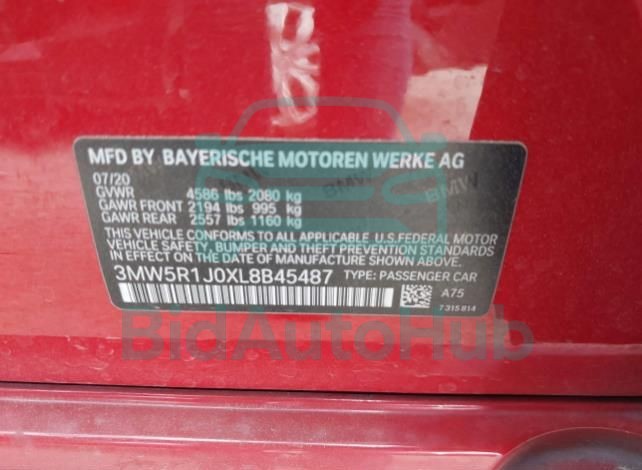 MFD BY BAYERISCHE MOTOREN WERKE AG
07/20
GVWR 4586 lbs 2080 kg
GAWR FRONT 2194 lbs 995 kg
GAWR REAR 2557 lbs 1160 kg
THIS VEHICLE CONFORMS TO ALL APPLICABLE U.S.FEDERAL MOTOR
VEHICLE SAFETY, BUMPER AND THEFT PREVENTION STANDARDS
IN EFFECT ON THE DATE OF MANUFACTURE SHOWN ABOVE.
3MW5R1J0XL8B45487 TYPE: PASSENGER CAR
A75
7 315 814
BMW
BMW
BidAutoHub